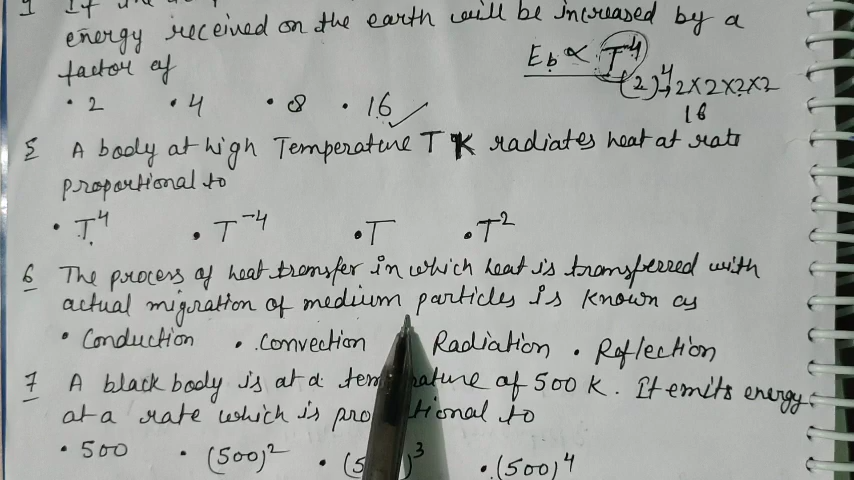 energy received on the earth will be increased by a
factor of
Eb ∝ T⁴
(2)⁴→2×2×2×2
16
• 2 • 4 • 8 • 16 ✓
5 A body at high Temperature T K radiates heat at rate
proportional to
• T⁴ • T⁻⁴ • T • T²
6 The process of heat transfer in which heat is transferred with
actual migration of medium particles is known as
• Conduction • Convection Radiation • Reflection
7 A black body is at a temperature of 500 K. It emits energy
at a rate which is proportional to
• 500 • (500)² • (5 )³ • (500)⁴